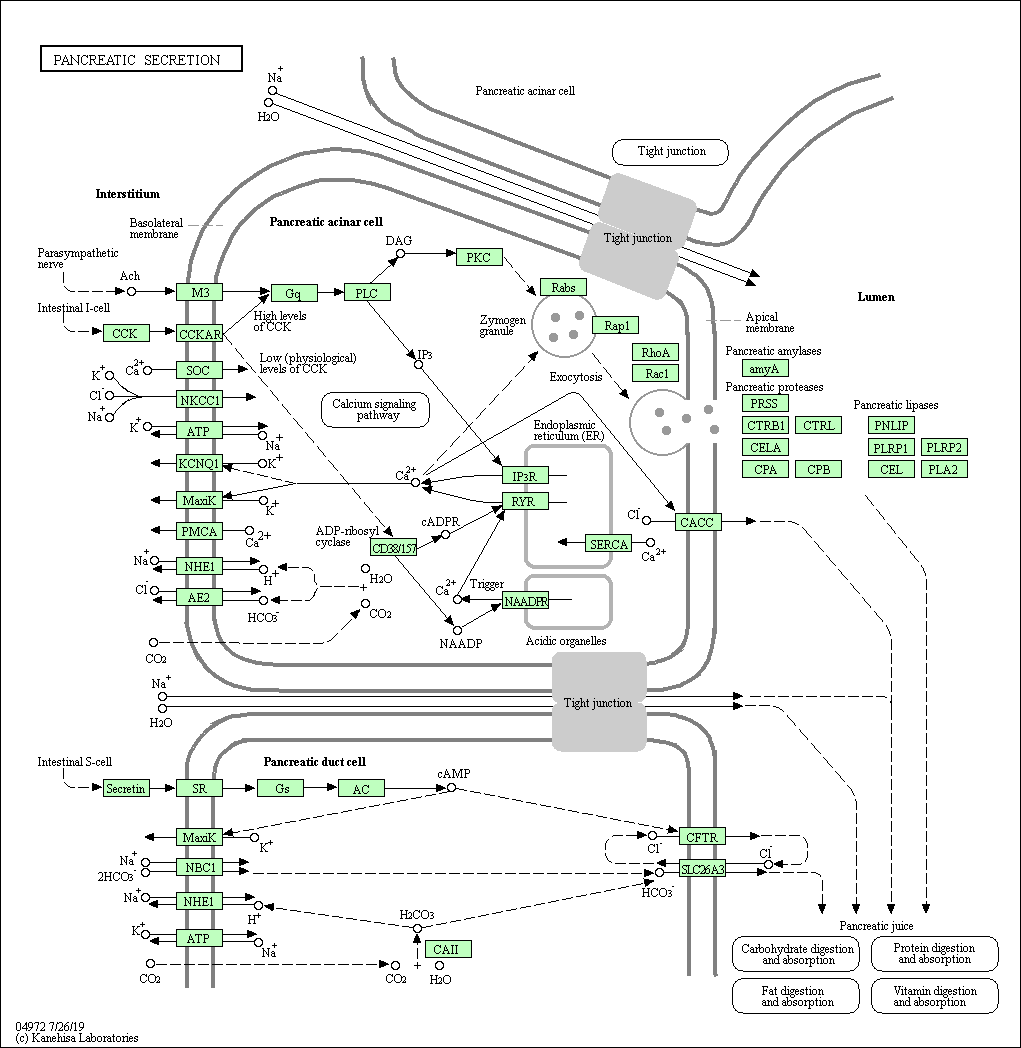 PANCREATIC SECRETION
Na+
H2O
Pancreatic acinar cell
Tight junction
Interstitium
Basolateral
membrane
Pancreatic acinar cell
Tight junction
Parasympathetic
nerve
Ach
M3
Gq
PLC
DAG
PKC
Rabs
Lumen
Intestinal I-cell
CCK
CCKAR
High levels
of CCK
Zymogen
granule
Rap1
Apical
membrane
Low (physiological)
levels of CCK
IP3
RhoA
Rac1
Exocytosis
Pancreatic amylases
amyA
Pancreatic proteases
PRSS
CTRB1
CTRL
CELA
CPA
CPB
Pancreatic lipases
PNLIP
PLRP1
PLRP2
CEL
PLA2
Ca2+
SOC
K+
Cl-
Na+
NKCC1
K+
ATP
Na+
KCNQ1
K+
MaxiK
K+
PMCA
Ca2+
Na+
NHE1
H+
Cl-
AE2
HCO3-
CO2
Calcium signaling
pathway
Endoplasmic
reticulum (ER)
Ca2+
IP3R
RYR
ADP-ribosyl
cyclase
cADPR
CD38/157
SERCA
Ca2+
Cl-
CACC
H2O
+
CO2
Ca2+
Trigger
NAADPR
NAADP
Acidic organelles
Na+
H2O
Tight junction
Intestinal S-cell
Pancreatic duct cell
Secretin
SR
Gs
AC
cAMP
MaxiK
K+
Na+
2HCO3-
NBC1
Na+
NHE1
H+
K+
ATP
Na+
CO2
H2CO3
+
CO2
CAII
H2O
Cl-
CFTR
Cl-
SLC26A3
HCO3-
Pancreatic juice
Carbohydrate digestion
and absorption
Protein digestion
and absorption
Fat digestion
and absorption
Vitamin digestion
and absorption
04972 7/26/19
(c) Kanehisa Laboratories